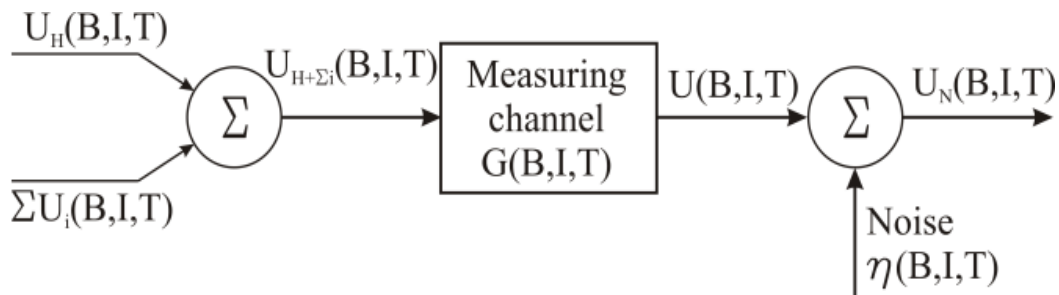 U_H(B,I,T)
Σ
ΣU_i(B,I,T)
U_{H+Σi}(B,I,T)
Measuring
channel
G(B,I,T)
U(B,I,T)
Σ
U_N(B,I,T)
Noise
η(B,I,T)